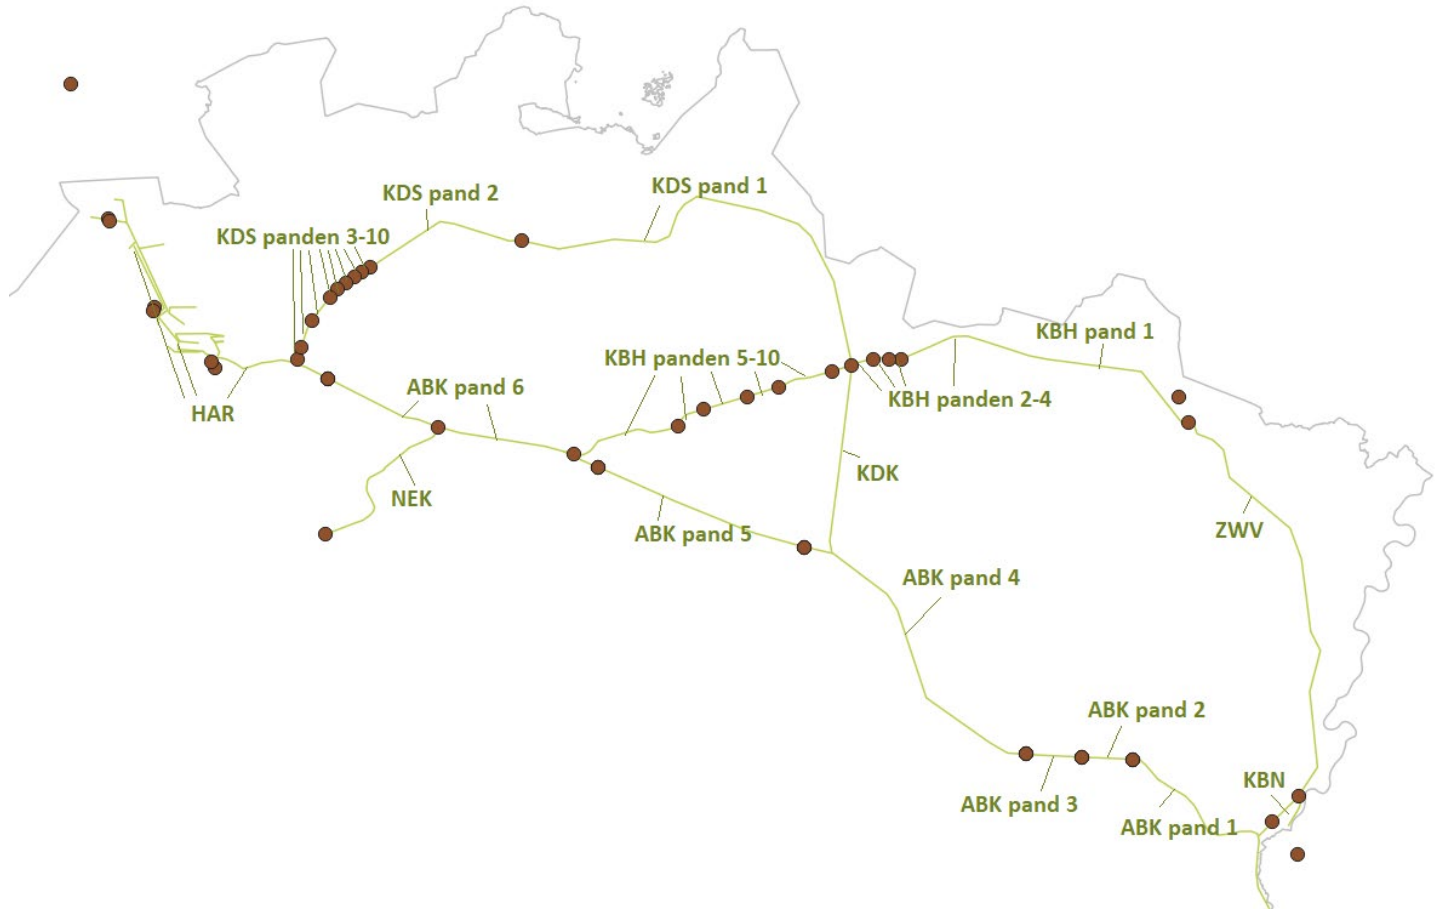 KDS pand 1
KDS pand 2
KDS panden 3-10
KBH pand 1
KBH panden 5-10
ABK pand 6
KBH panden 2-4
HAR
KDK
NEK
ZWV
ABK pand 5
ABK pand 4
ABK pand 2
KBN
ABK pand 3
ABK pand 1